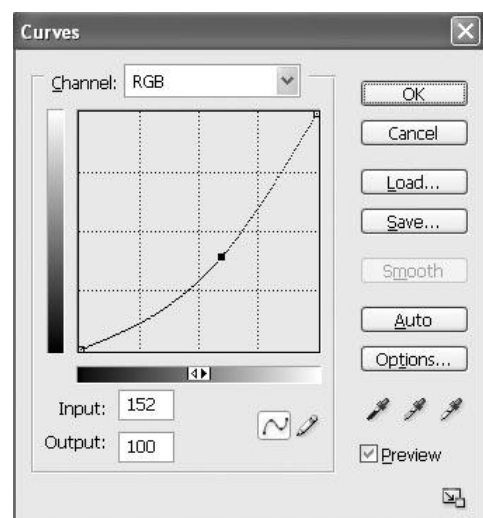 Curves
Channel: RGB
OK
Cancel
Load...
Save...
Smooth
Auto
Options...
Input: 152
Output: 100
Preview